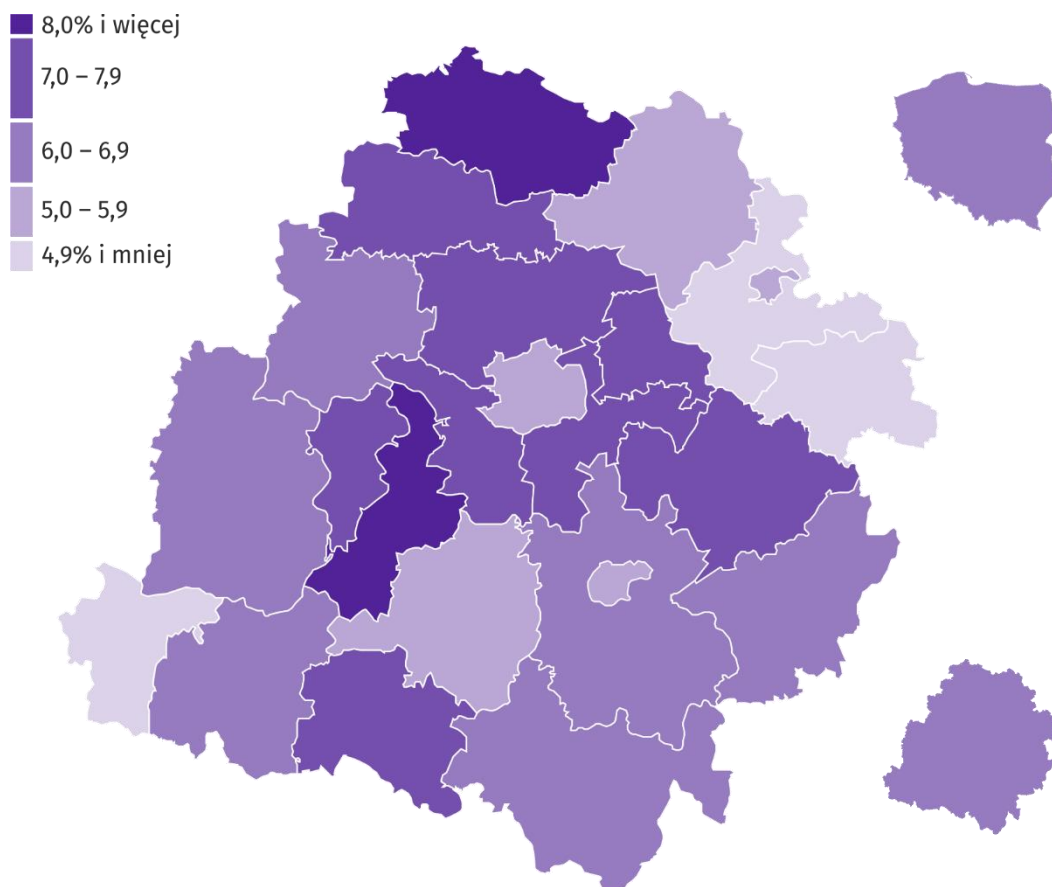 8,0% i więcej
7,0 – 7,9
6,0 – 6,9
5,0 – 5,9
4,9% i mniej